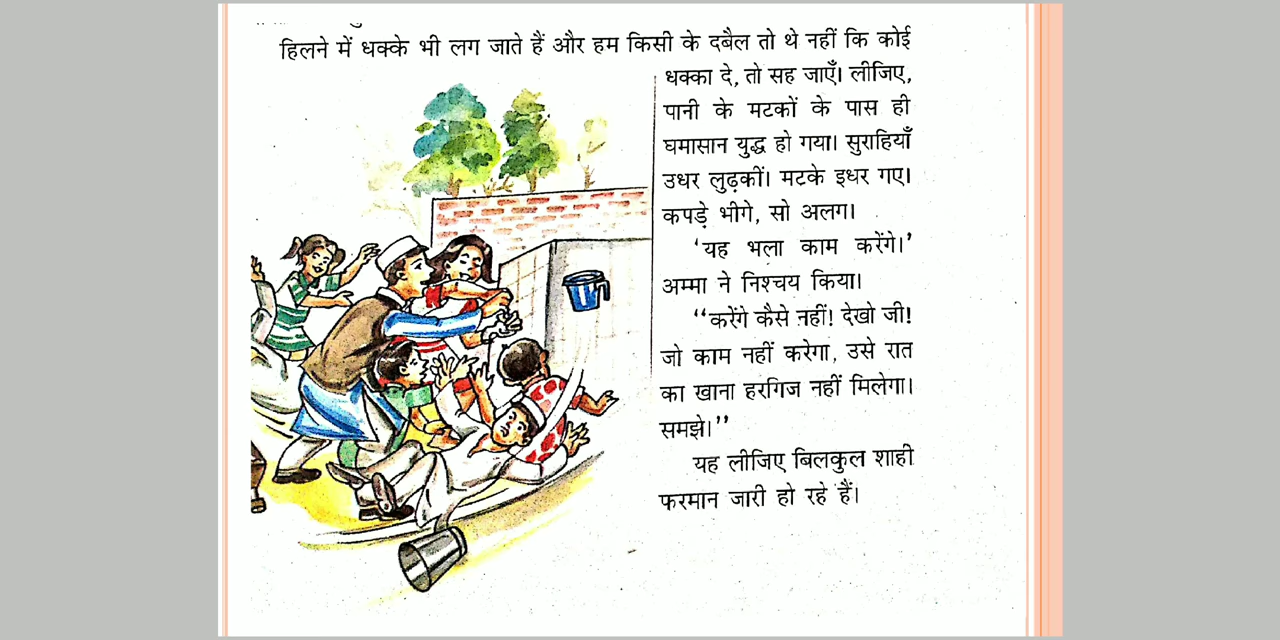 हिलने में धक्के भी लग जाते हैं और हम किसी के दबैल तो थे नहीं कि कोई
धक्का दे, तो सह जाएँ। लीजिए,
पानी के मटकों के पास ही
घमासान युद्ध हो गया। सुराहियाँ
उधर लुढ़कीं। मटके इधर गए।
कपड़े भीगे, सो अलग।
‘यह भला काम करेंगे।’
अम्मा ने निश्चय किया।
“करेंगे कैसे नहीं! देखो जी!
जो काम नहीं करेगा, उसे रात
का खाना हरगिज नहीं मिलेगा।
समझे।”
यह लीजिए बिलकुल शाही
फरमान जारी हो रहे हैं।